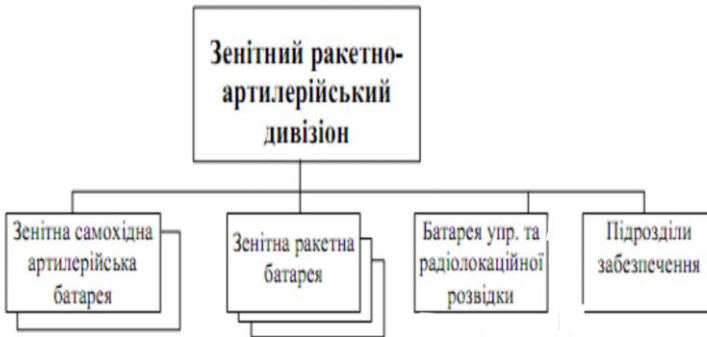 Зенітний ракетно-
артилерійський
дивізіон
Зенітна самохідна
артилерійська
батарея
Зенітна ракетна
батарея
Батарея упр. та
радіолокаційної
розвідки
Підрозділи
забезпечення